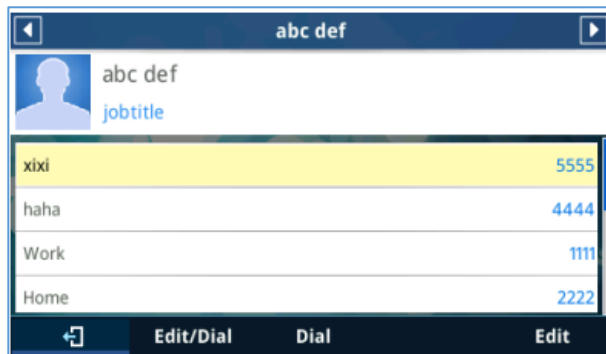 abc def
abc def
jobtitle
xixi 5555
haha 4444
Work 1111
Home 2222
Edit/Dial Dial Edit